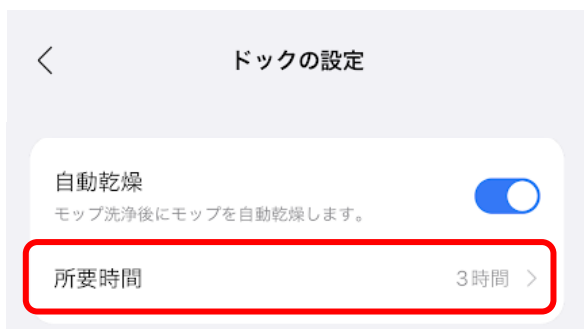 ドックの設定
自動乾燥
モップ洗浄後にモップを自動乾燥します。
所要時間 3時間